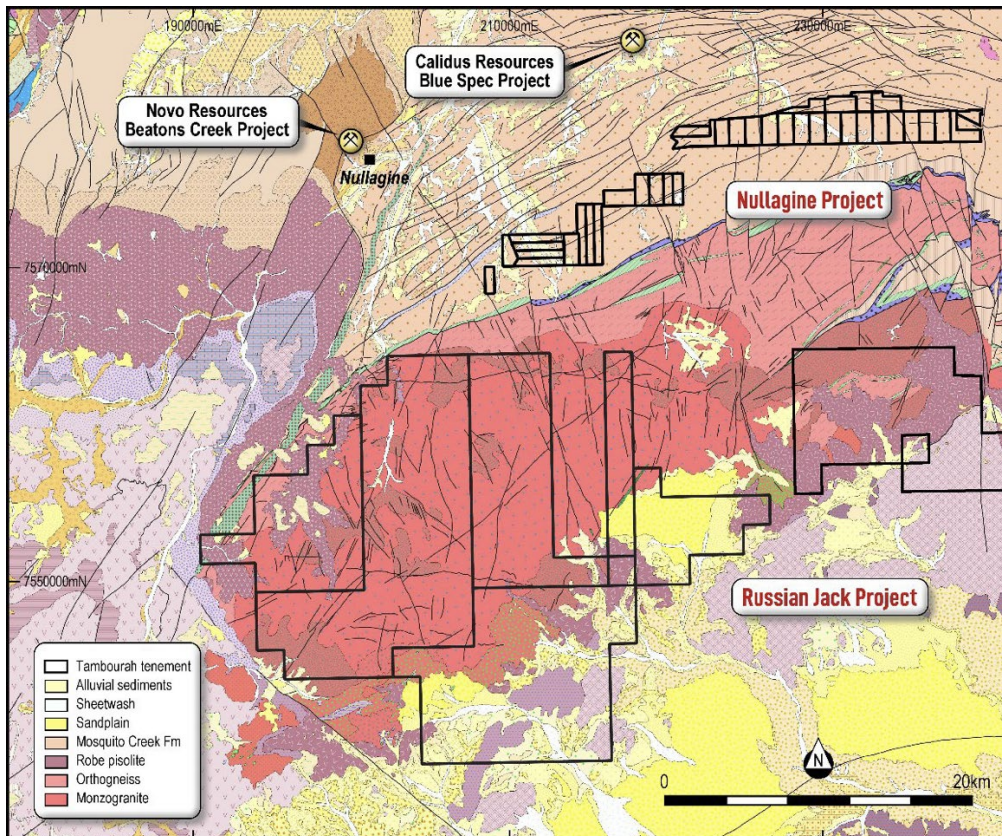 190000mE
210000mE
230000mE
Calidus Resources
Blue Spec Project
Novo Resources
Beatons Creek Project
Nullagine
Nullagine Project
7570000mN
7550000mN
Russian Jack Project
Tambourah tenement
Alluvial sediments
Sheetwash
Sandplain
Mosquito Creek Fm
Robe pisolite
Orthogneiss
Monzogranite
N
0
20km